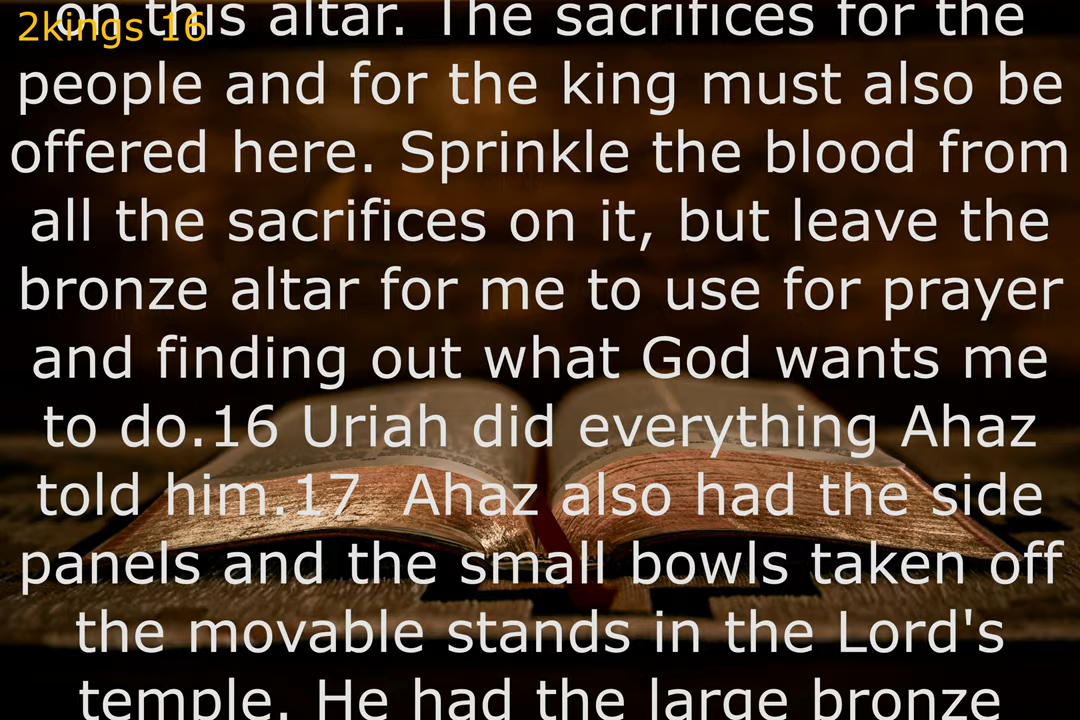 2kings 16
on this altar. The sacrifices for the
people and for the king must also be
offered here. Sprinkle the blood from
all the sacrifices on it, but leave the
bronze altar for me to use for prayer
and finding out what God wants me
to do.16 Uriah did everything Ahaz
told him.17  Ahaz also had the side
panels and the small bowls taken off
the movable stands in the Lord's
temple. He had the large bronze